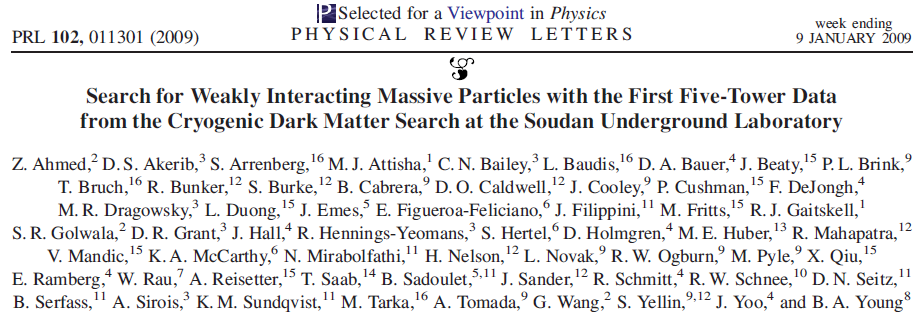 Selected for a Viewpoint in Physics
PRL 102, 011301 (2009)
PHYSICAL REVIEW LETTERS
week ending
9 JANUARY 2009
Search for Weakly Interacting Massive Particles with the First Five-Tower Data
from the Cryogenic Dark Matter Search at the Soudan Underground Laboratory
Z. Ahmed,2 D. S. Akerib,3 S. Arrenberg,16 M. J. Attisha,1 C. N. Bailey,3 L. Baudis,16 D. A. Bauer,4 J. Beaty,15 P. L. Brink,9
T. Bruch,16 R. Bunker,12 S. Burke,12 B. Cabrera,9 D. O. Caldwell,12 J. Cooley,9 P. Cushman,15 F. DeJongh,4
M. R. Dragowsky,3 L. Duong,15 J. Emes,5 E. Figueroa-Feliciano,6 J. Filippini,11 M. Fritts,15 R. J. Gaitskell,1
S. R. Golwala,2 D. R. Grant,3 J. Hall,4 R. Hennings-Yeomans,3 S. Hertel,6 D. Holmgren,4 M. E. Huber,13 R. Mahapatra,12
V. Mandic,15 K. A. McCarthy,6 N. Mirabolfathi,11 H. Nelson,12 L. Novak,9 R. W. Ogburn,9 M. Pyle,9 X. Qiu,15
E. Ramberg,4 W. Rau,7 A. Reisetter,15 T. Saab,14 B. Sadoulet,5,11 J. Sander,12 R. Schmitt,4 R. W. Schnee,10 D. N. Seitz,11
B. Serfass,11 A. Sirois,3 K. M. Sundqvist,11 M. Tarka,16 A. Tomada,9 G. Wang,2 S. Yellin,9,12 J. Yoo,4 and B. A. Young8